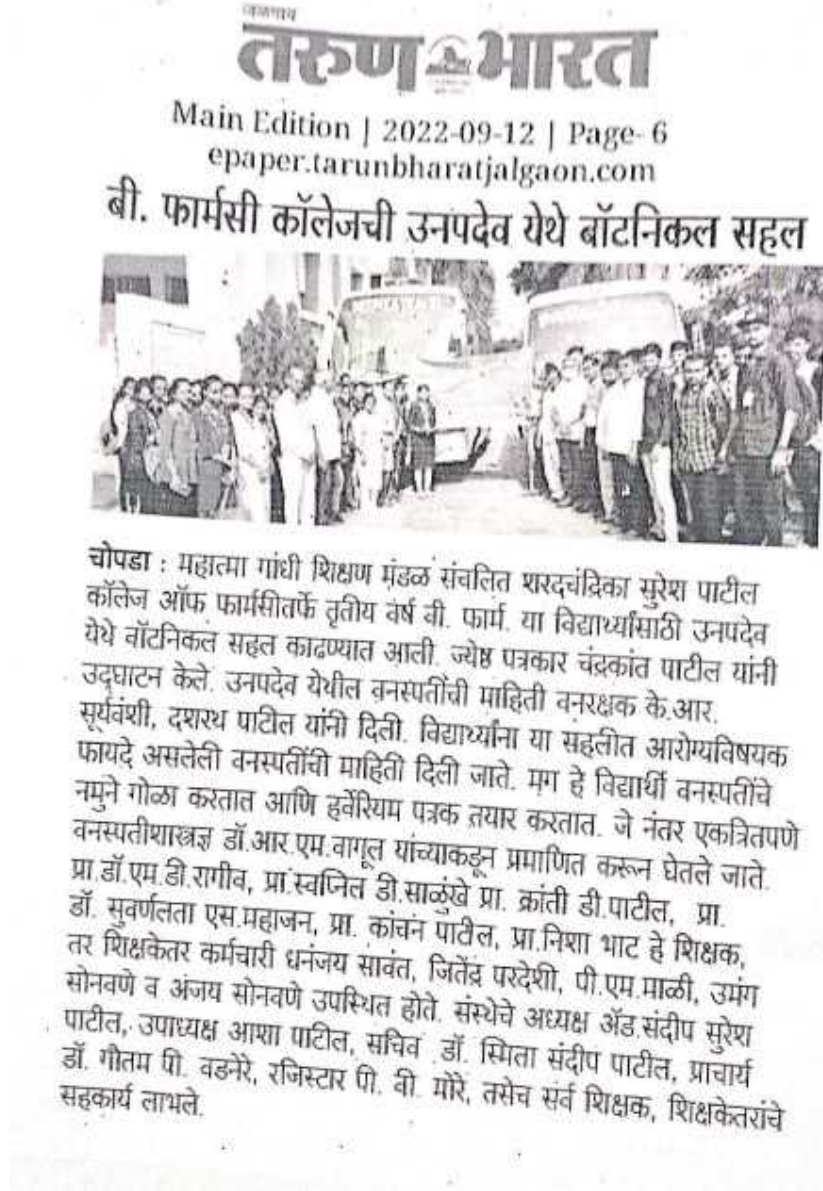 जळगाव
तरुण भारत
Main Edition | 2022-09-12 | Page- 6
epaper.tarunbharatjalgaon.com
बी. फार्मसी कॉलेजची उनपदेव येथे बॉटनिकल सहल
चोपडा : महात्मा गांधी शिक्षण मंडळ संचलित शरदचंद्रिका सुरेश पाटील
कॉलेज ऑफ फार्मसीतर्फे तृतीय वर्ष बी. फार्म. या विद्यार्थ्यांसाठी उनपदेव
येथे बॉटनिकल सहल काढण्यात आली. ज्येष्ठ पत्रकार चंद्रकांत पाटील यांनी
उद्घाटन केले. उनपदेव येथील वनस्पतींची माहिती वनरक्षक के.आर.
सूर्यवंशी, दशरथ पाटील यांनी दिली. विद्यार्थ्यांना या सहलीत आरोग्यविषयक
फायदे असलेली वनस्पतींची माहिती दिली जाते. मग हे विद्यार्थी वनस्पतींचे
नमुने गोळा करतात आणि हर्बेरियम पत्रक तयार करतात. जे नंतर एकत्रितपणे
वनस्पतीशास्त्रज्ञ डॉ.आर.एम.वागूल यांच्याकडून प्रमाणित करून घेतले जाते.
प्रा.डॉ.एम.डी.रागीब, प्रा.स्वप्निल डी.साळुंखे प्रा. क्रांती डी.पाटील, प्रा.
डॉ. सुवर्णलता एस.महाजन, प्रा. कांचन पाटील, प्रा.निशा भाट हे शिक्षक,
तर शिक्षकेतर कर्मचारी धनंजय सावंत, जितेंद्र परदेशी, पी.एम.माळी, उमंग
सोनवणे व अजय सोनवणे उपस्थित होते. संस्थेचे अध्यक्ष ॲड.संदीप सुरेश
पाटील, उपाध्यक्ष आशा पाटिल, सचिव डॉ. स्मिता संदीप पाटील, प्राचार्य
डॉ. गौतम पी. वडनेरे, रजिस्टार पी. बी. मोरे, तसेच सर्व शिक्षक, शिक्षकेतरांचे
सहकार्य लाभले.